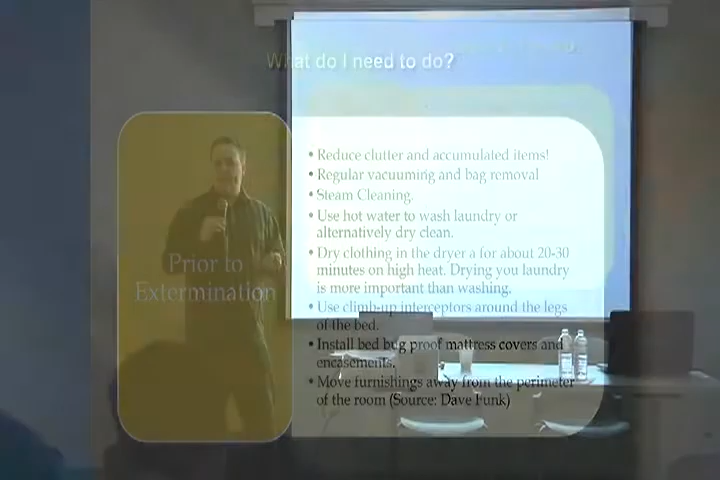 What do I need to do?
Prior to
Extermination
• Reduce clutter and accumulated items!
• Regular vacuuming and bag removal
• Steam Cleaning.
• Use hot water to wash laundry or
alternatively dry clean.
• Dry clothing in the dryer a for about 20-30
minutes on high heat. Drying you laundry
is more important than washing.
• Use climb-up interceptors around the legs
of the bed.
• Install bed bug proof mattress covers and
encasements.
• Move furnishings away from the perimeter
of the room (Source: Dave Funk)